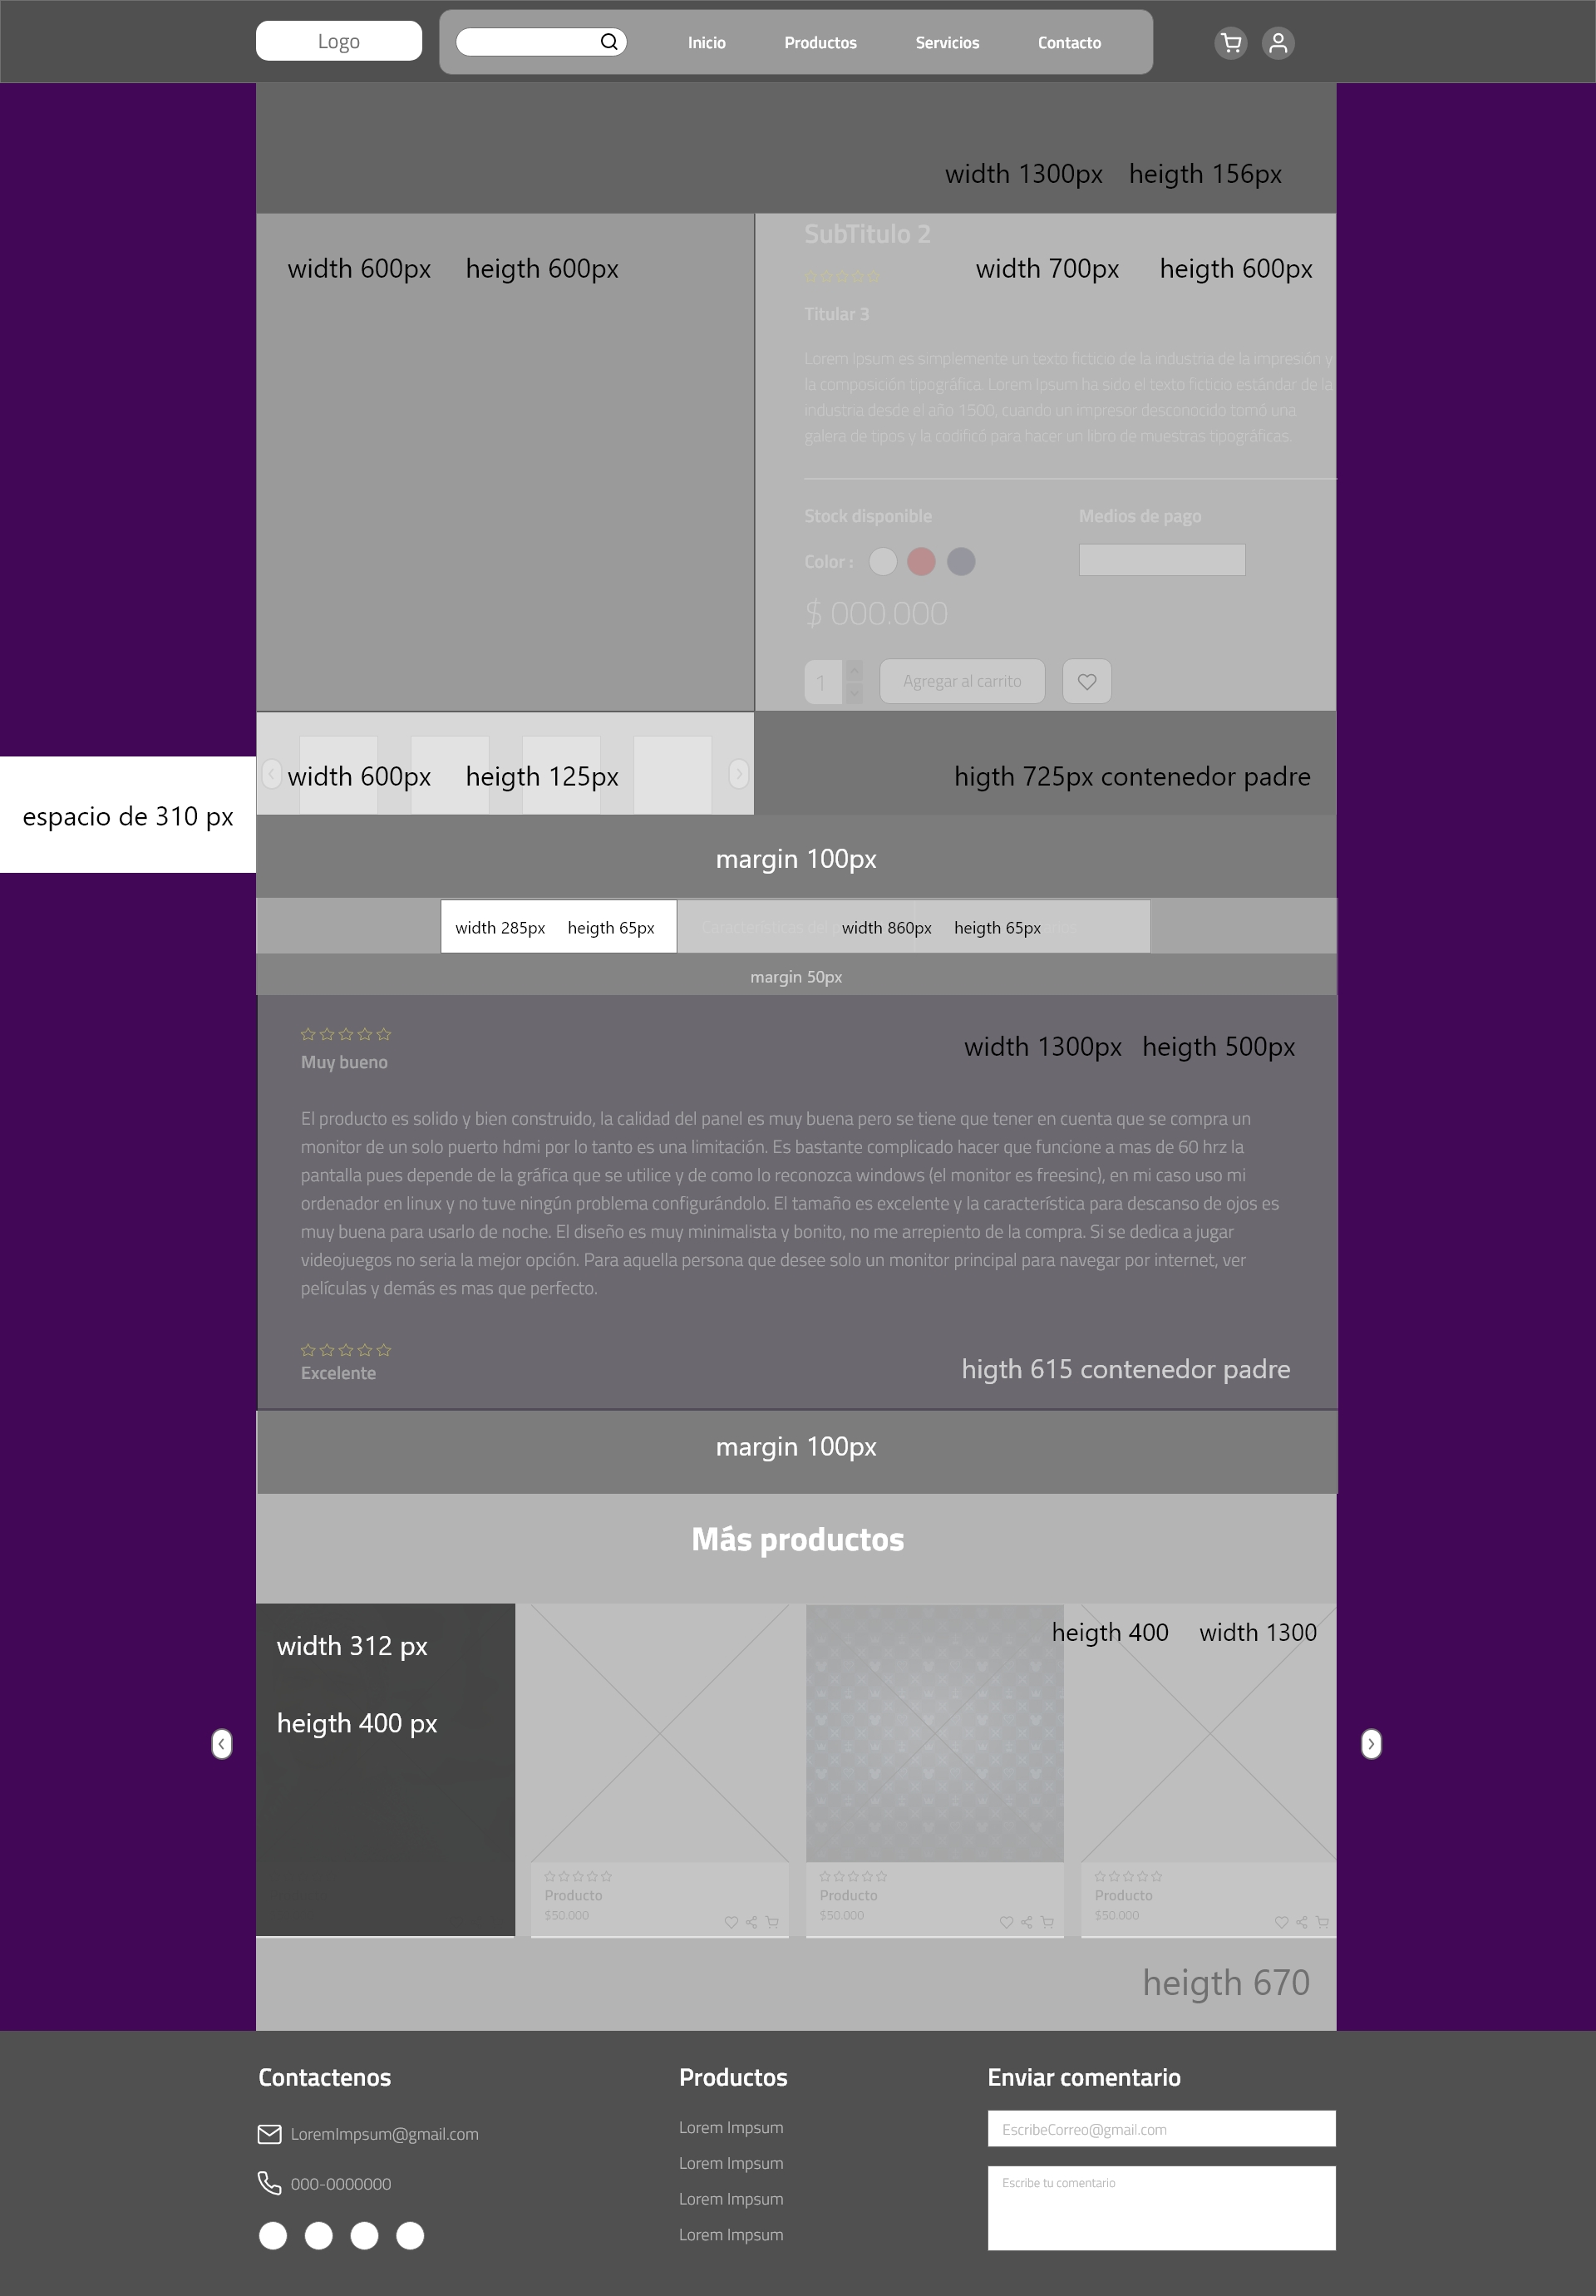 Logo
Inicio Productos Servicios Contacto
width 1300px heigth 156px
SubTitulo 2
width 600px heigth 600px
width 700px heigth 600px
Titular 3
Lorem Ipsum es simplemente un texto ficticio de la industria de la impresión y
la composición tipográfica. Lorem Ipsum ha sido el texto ficticio estándar de la
industria desde el año 1500, cuando un impresor desconocido tomó una
galera de tipos y la codificó para hacer un libro de muestras tipográficas.
Stock disponible
Medios de pago
Color :
$ 000.000
1
Agregar al carrito
width 600px heigth 125px
higth 725px contenedor padre
espacio de 310 px
margin 100px
width 285px heigth 65px
Características del
width 860px heigth 65px
margin 50px
width 1300px heigth 500px
Muy bueno
El producto es solido y bien construido, la calidad del panel es muy buena pero se tiene que tener en cuenta que se compra un
monitor de un solo puerto hdmi por lo tanto es una limitación. Es bastante complicado hacer que funcione a mas de 60 hrz la
pantalla pues depende de la gráfica que se utilice y de como lo reconozca windows (el monitor es freesinc), en mi caso uso mi
ordenador en linux y no tuve ningún problema configurándolo. El tamaño es excelente y la característica para descanso de ojos es
muy buena para usarlo de noche. El diseño es muy minimalista y bonito, no me arrepiento de la compra. Si se dedica a jugar
videojuegos no seria la mejor opción. Para aquella persona que desee solo un monitor principal para navegar por internet, ver
películas y demás es mas que perfecto.
Excelente
higth 615 contenedor padre
margin 100px
Más productos
width 312 px
heigth 400 px
heigth 400 width 1300
Producto
$50.000
Producto
$50.000
Producto
$50.000
heigth 670
Contactenos
LoremImpsum@gmail.com
000-0000000
Productos
Lorem Impsum
Lorem Impsum
Lorem Impsum
Lorem Impsum
Enviar comentario
EscribeCorreo@gmail.com
Escribe tu comentario